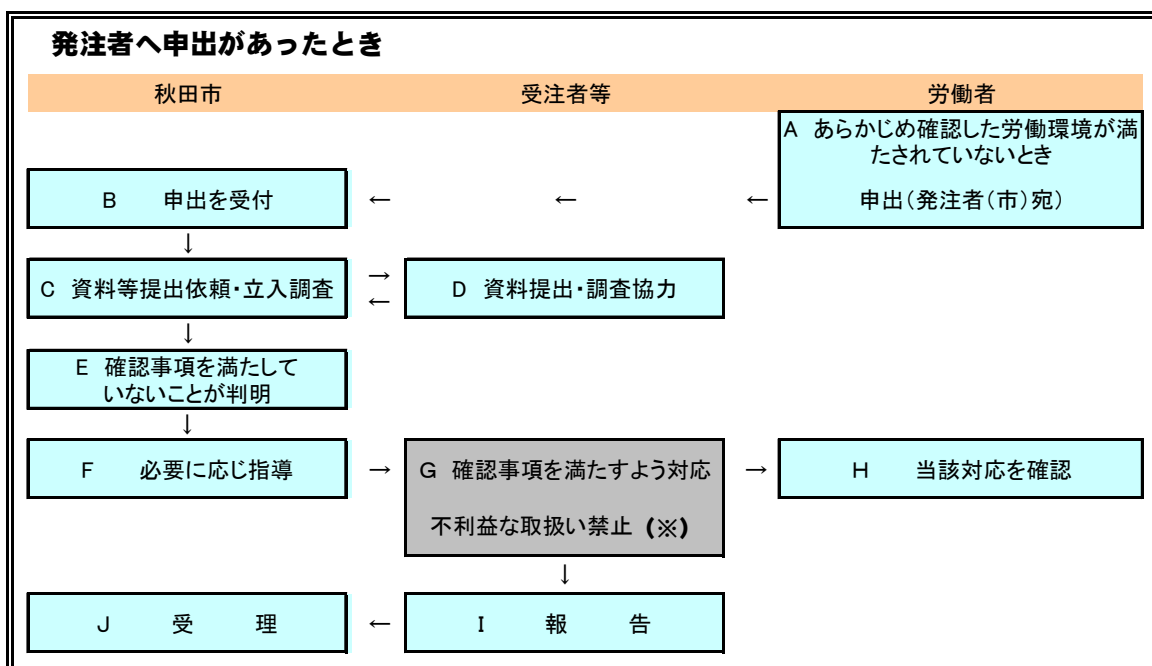 発注者へ申出があったとき
秋田市 受注者等 労働者
A あらかじめ確認した労働環境が満
たされていないとき
B 申出を受付 ← ← ← 申出(発注者(市)宛)
↓
C 資料等提出依頼・立入調査 → ← D 資料提出・調査協力
↓
E 確認事項を満たして
いないことが判明
↓
F 必要に応じ指導 → G 確認事項を満たすよう対応 → H 当該対応を確認
不利益な取扱い禁止 (※)
↓
J 受理 ← I 報告